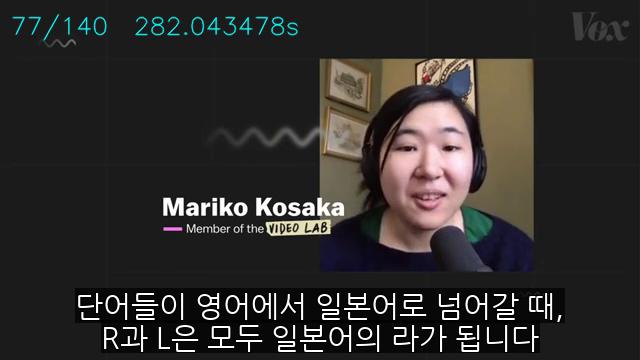 77/140 282.043478s
Vox
Mariko Kosaka
Member of the VIDEO LAB
단어들이 영어에서 일본어로 넘어갈 때,
R과 L은 모두 일본어의 라가 됩니다